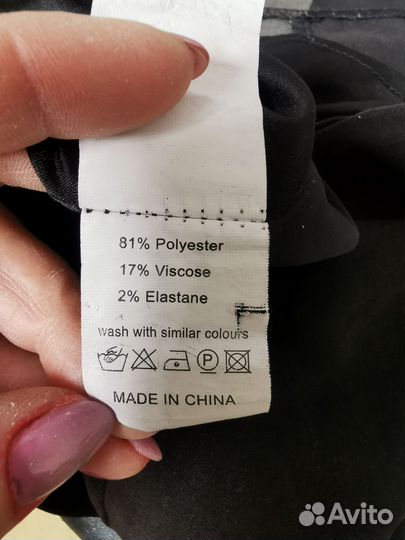 81% Polyester
17% Viscose
2% Elastane
wash with similar colours
P
MADE IN CHINA
Avito